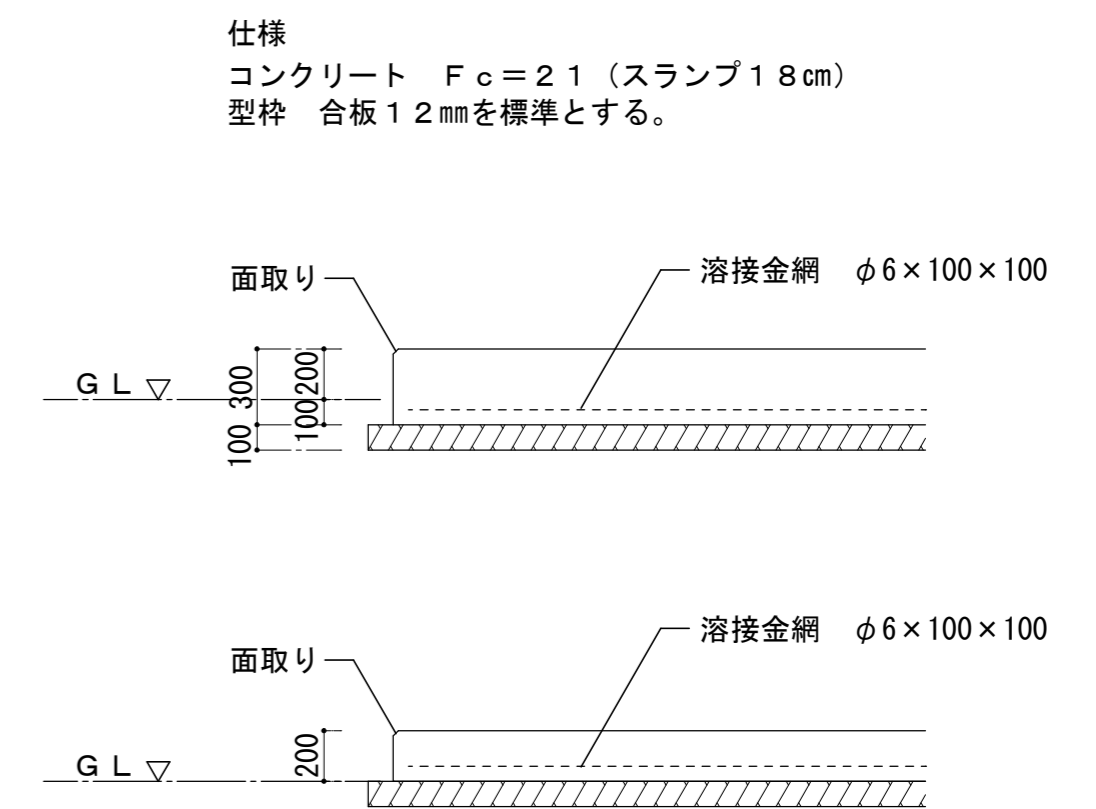 仕様
コンクリート　Ｆｃ＝２１（スランプ１８㎝）
型枠　合板１２㎜を標準とする。
面取り
溶接金網　φ6×100×100
ＧＬ
300
200
100
100
溶接金網　φ6×100×100
面取り
ＧＬ
200